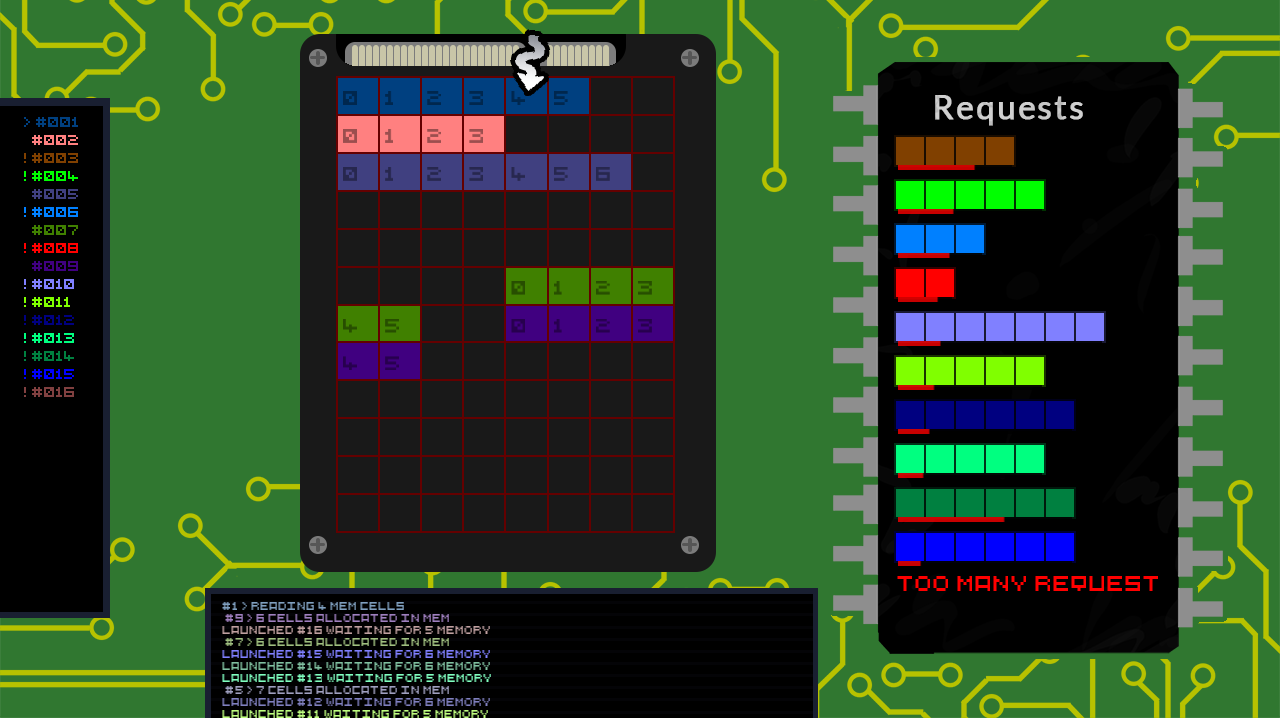 > #001
#002
! #003
! #004
#005
! #006
#007
! #008
#009
! #010
! #011
#012
! #013
! #014
! #015
! #016
0 1 2 3 4 5
0 1 2 3
0 1 2 3 4 5 6
0 1 2 3
4 5 0 1 2 3
4 5
Requests
TOO MANY REQUEST
#1 > READING 4 MEM CELLS
#9 > 6 CELLS ALLOCATED IN MEM
LAUNCHED #16 WAITING FOR 5 MEMORY
#7 > 6 CELLS ALLOCATED IN MEM
LAUNCHED #15 WAITING FOR 6 MEMORY
LAUNCHED #14 WAITING FOR 6 MEMORY
LAUNCHED #13 WAITING FOR 5 MEMORY
#5 > 7 CELLS ALLOCATED IN MEM
LAUNCHED #12 WAITING FOR 6 MEMORY
LAUNCHED #11 WAITING FOR 5 MEMORY